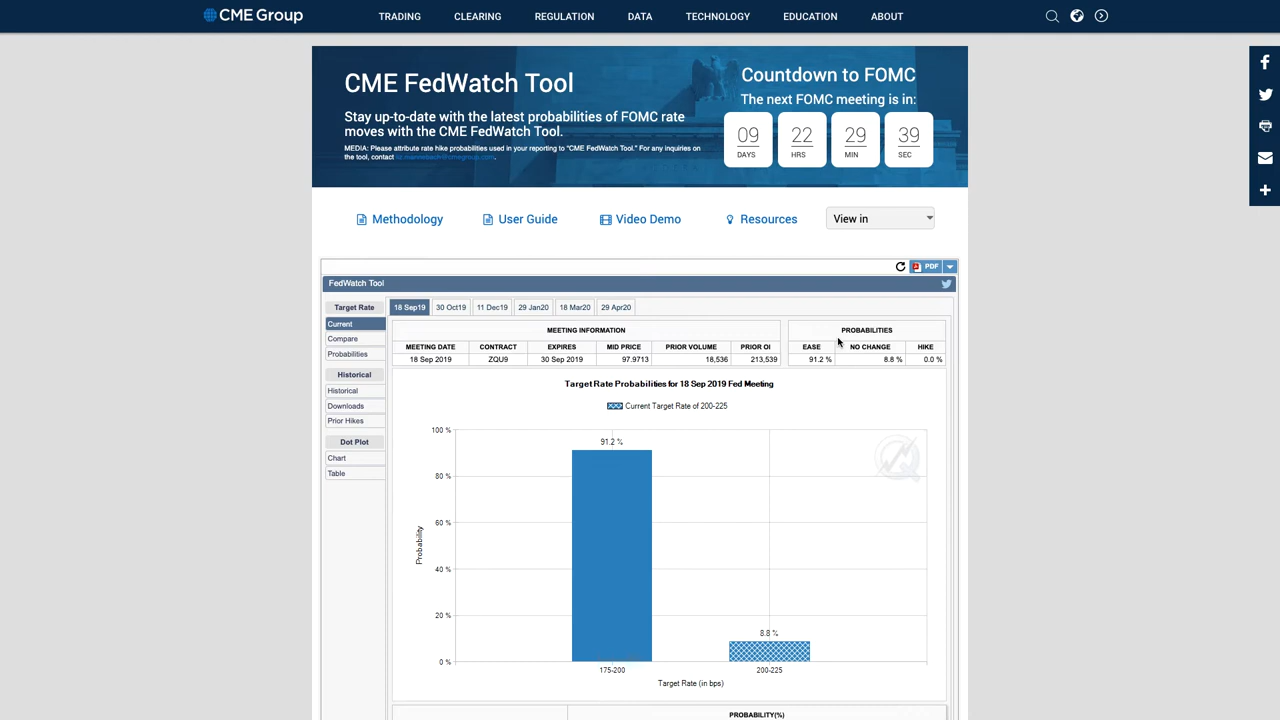 CME Group
TRADING CLEARING REGULATION DATA TECHNOLOGY EDUCATION ABOUT
CME FedWatch Tool
Stay up-to-date with the latest probabilities of FOMC rate
moves with the CME FedWatch Tool.
MEDIA: Please attribute rate hike probabilities used in your reporting to "CME FedWatch Tool." For any inquiries on
the tool, contact
Countdown to FOMC
The next FOMC meeting is in:
09 22 29 39
DAYS HRS MIN SEC
Methodology User Guide Video Demo Resources View in
PDF
FedWatch Tool
Target Rate
Current
Compare
Probabilities
Historical
Historical
Downloads
Prior Hikes
Dot Plot
Chart
Table
18 Sep19 30 Oct19 11 Dec19 29 Jan20 18 Mar20 29 Apr20
MEETING INFORMATION
MEETING DATE CONTRACT EXPIRES MID PRICE PRIOR VOLUME PRIOR OI
18 Sep 2019 ZQU9 30 Sep 2019 97.9713 18,536 213,539
PROBABILITIES
EASE NO CHANGE HIKE
91.2 % 8.8 % 0.0 %
Target Rate Probabilities for 18 Sep 2019 Fed Meeting
Current Target Rate of 200-225
100 %
80 %
60 %
40 %
20 %
0 %
Probability
91.2 %
8.8 %
175-200 200-225
Target Rate (in bps)
PROBABILITY(%)